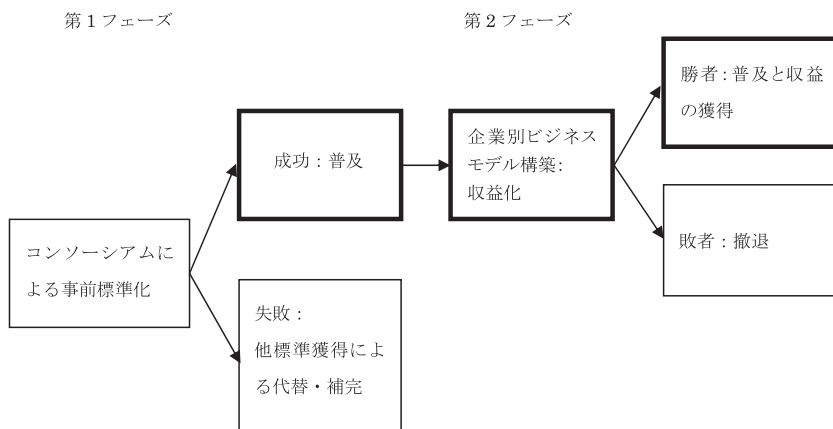 第1フェーズ
第2フェーズ
コンソーシアムに
よる事前標準化
成功：普及
失敗：
他標準獲得によ
る代替・補完
企業別ビジネス
モデル構築：
収益化
勝者：普及と収益
の獲得
敗者：撤退